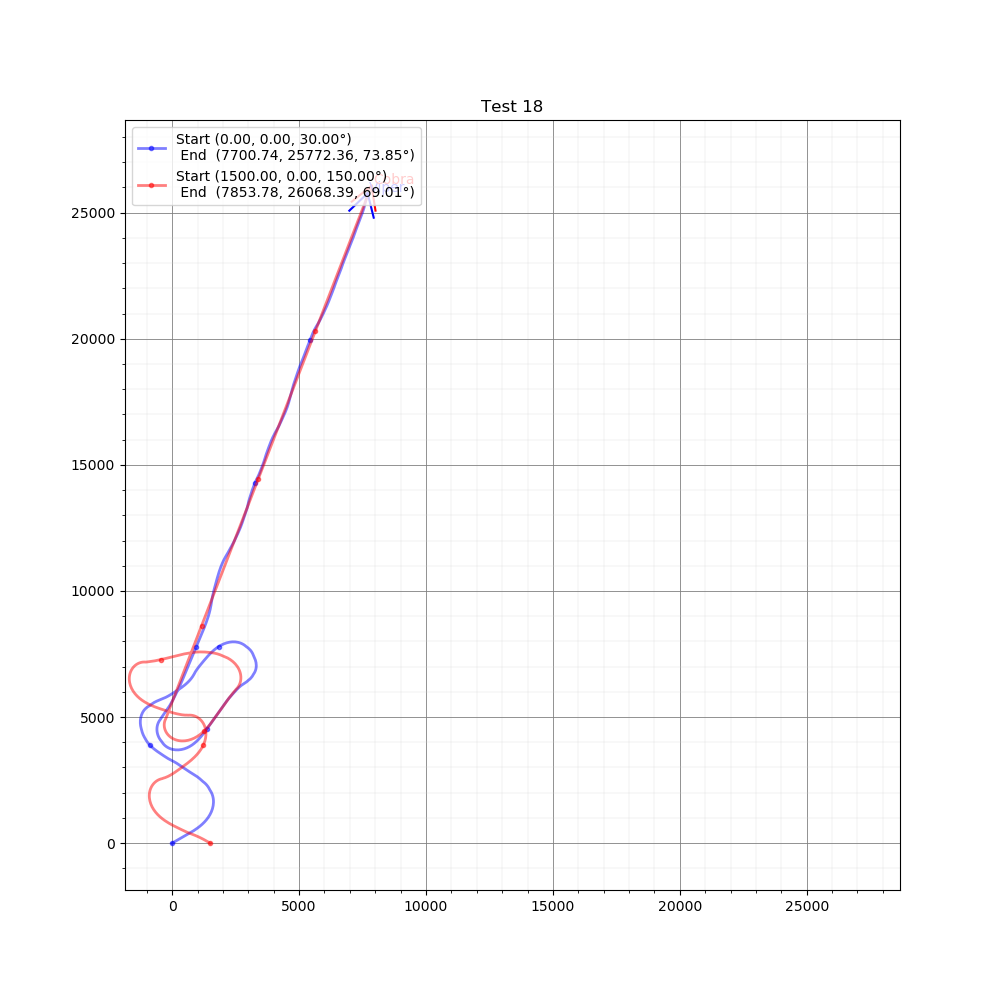 Test 18
Start (0.00, 0.00, 30.00°)
End (7700.74, 25772.36, 73.85°)
Start (1500.00, 0.00, 150.00°)
End (7853.78, 26068.39, 69.01°)
25000
20000
15000
10000
5000
0
0 5000 10000 15000 20000 25000